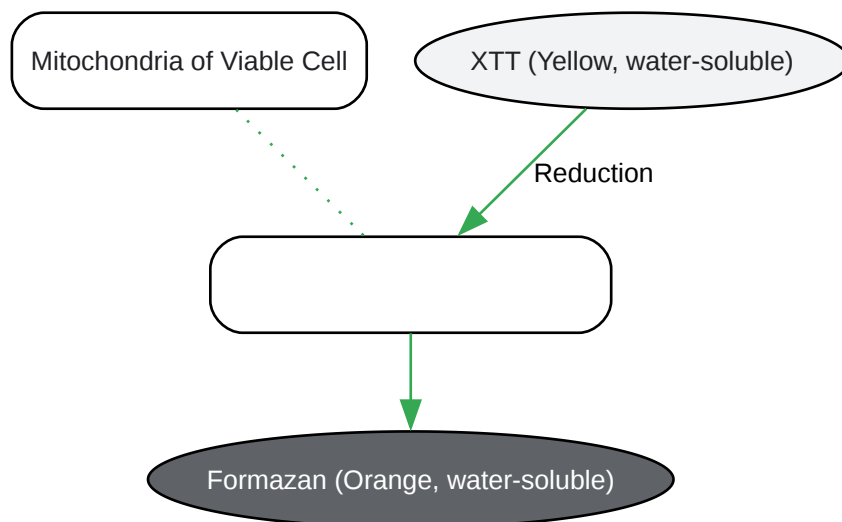 Mitochondria of Viable Cell
XTT (Yellow, water-soluble)
Reduction
Formazan (Orange, water-soluble)